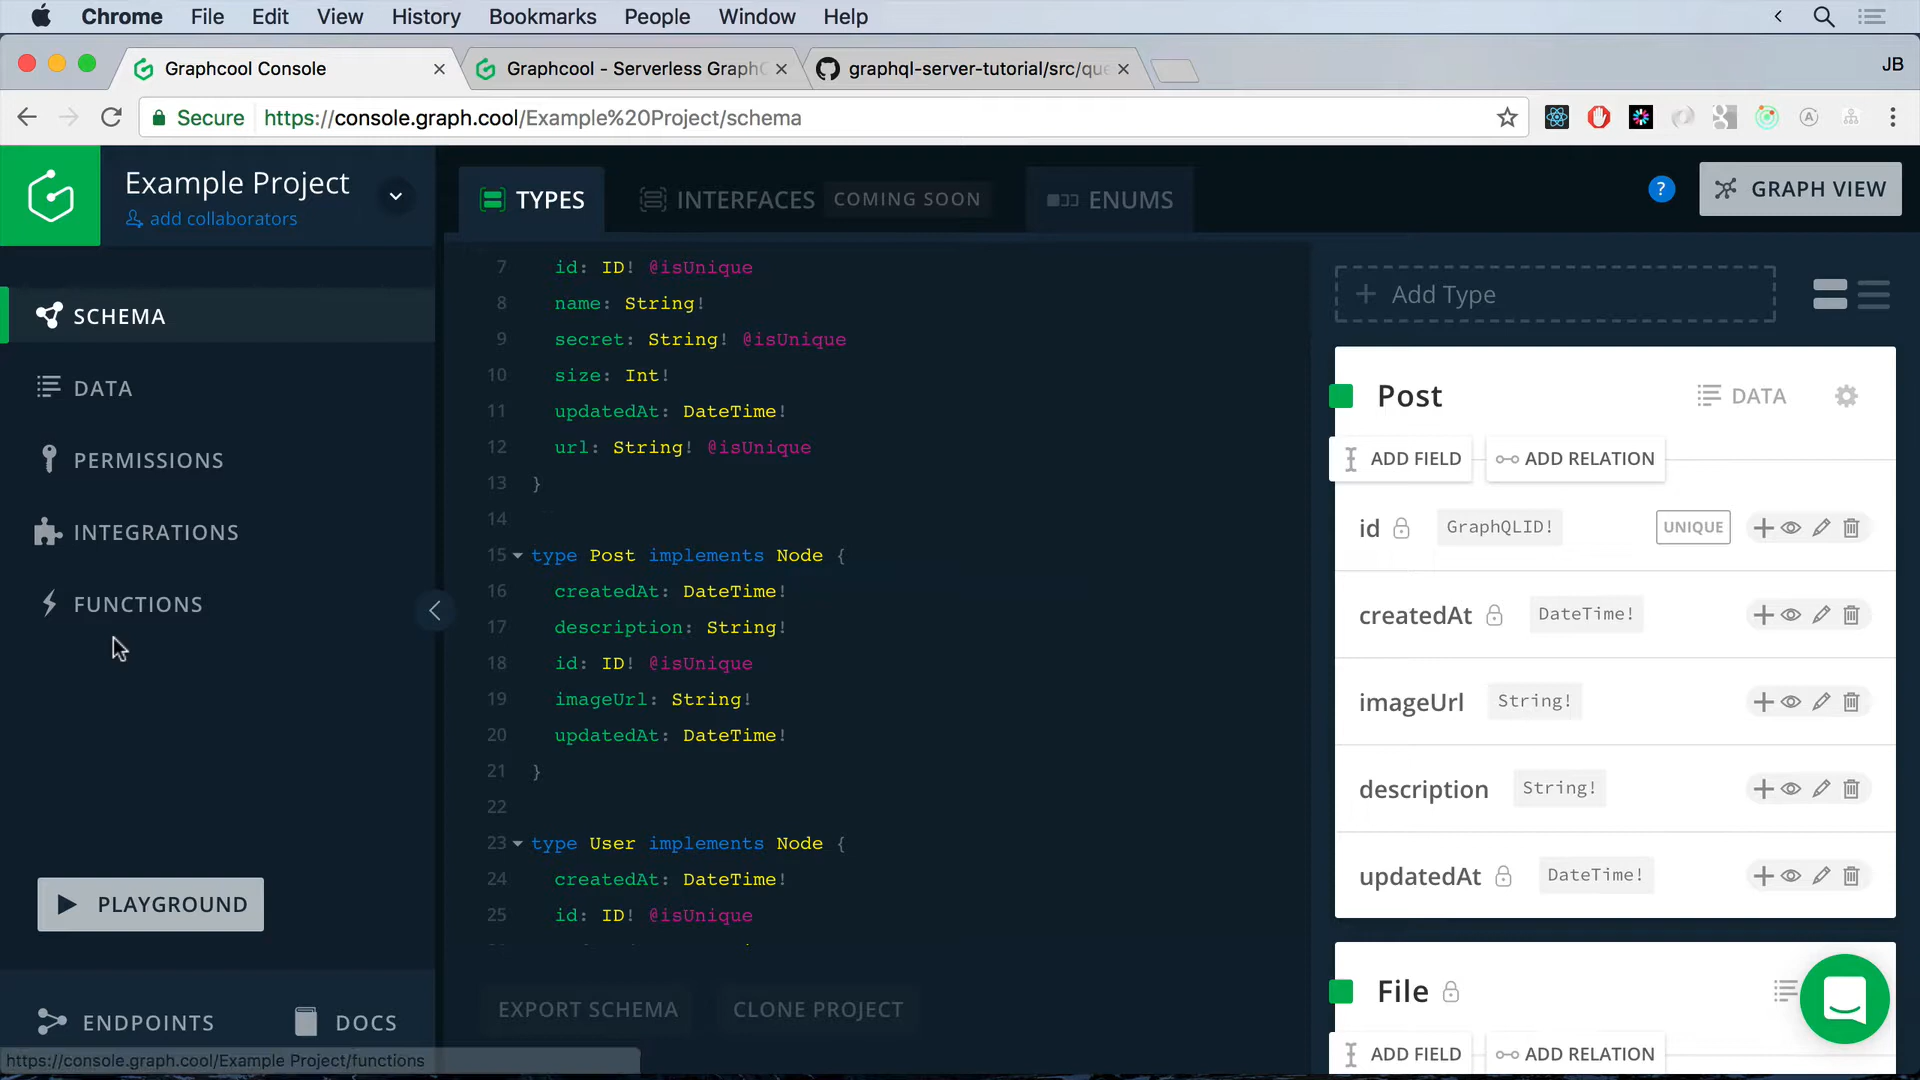 Chrome File Edit View History Bookmarks People Window Help
Graphcool Console
Graphcool - Serverless Graph
graphql-server-tutorial/src/que
JB
Secure https://console.graph.cool/Example%20Project/schema
Example Project
add collaborators
TYPES
INTERFACES COMING SOON
ENUMS
?
GRAPH VIEW
SCHEMA
DATA
PERMISSIONS
INTEGRATIONS
FUNCTIONS
PLAYGROUND
ENDPOINTS
DOCS
https://console.graph.cool/Example Project/functions
7 id: ID! @isUnique
8 name: String!
9 secret: String! @isUnique
10 size: Int!
11 updatedAt: DateTime!
12 url: String! @isUnique
13 }
14
15 type Post implements Node {
16 createdAt: DateTime!
17 description: String!
18 id: ID! @isUnique
19 imageUrl: String!
20 updatedAt: DateTime!
21 }
22
23 type User implements Node {
24 createdAt: DateTime!
25 id: ID! @isUnique
EXPORT SCHEMA
CLONE PROJECT
+ Add Type
Post
DATA
ADD FIELD
ADD RELATION
id GraphQLID! UNIQUE
createdAt DateTime!
imageUrl String!
description String!
updatedAt DateTime!
File
ADD FIELD
ADD RELATION